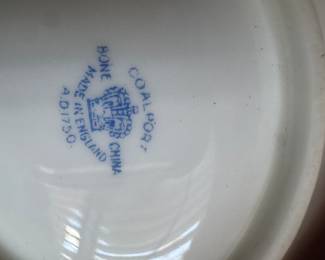 COALPORT
BONE CHINA
MADE IN ENGLAND
A.D.1750